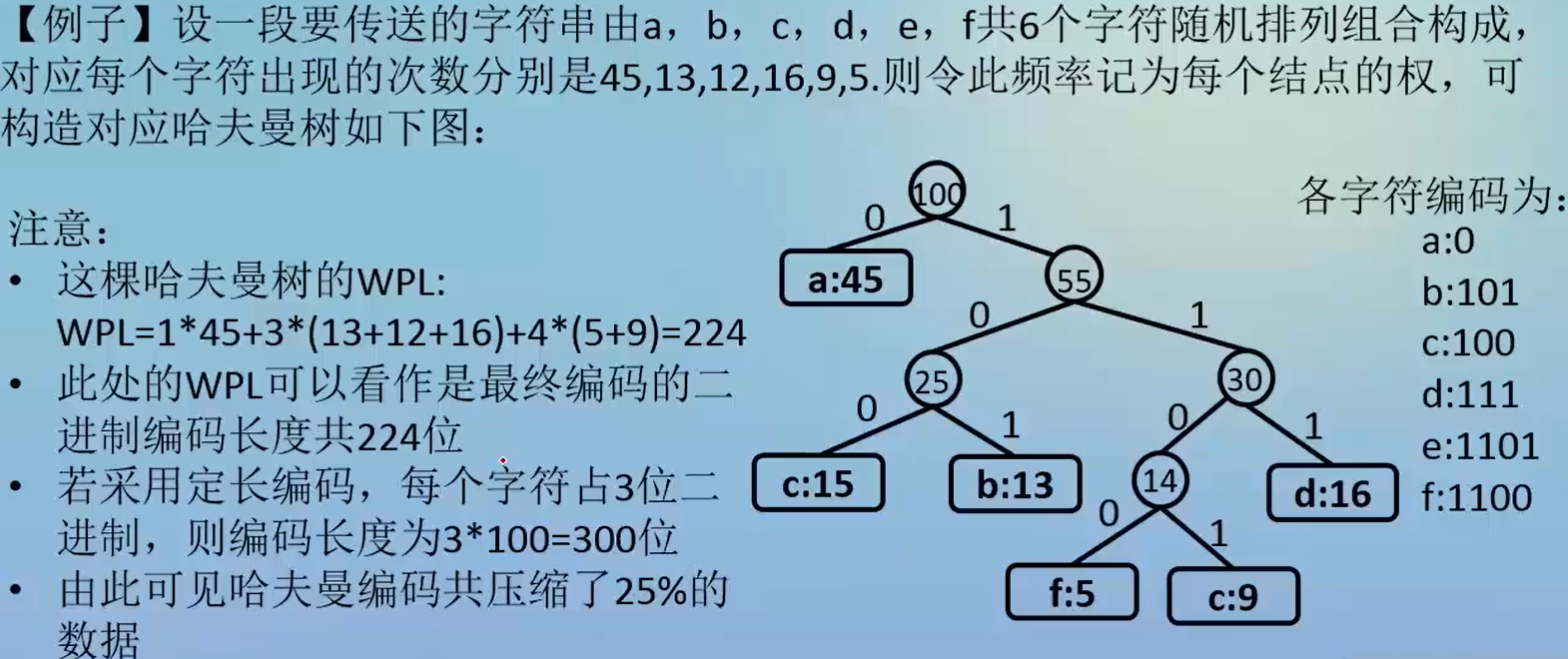 【例子】设一段要传送的字符串由a，b，c，d，e，f共6个字符随机排列组合构成，
对应每个字符出现的次数分别是45,13,12,16,9,5.则令此频率记为每个结点的权，可
构造对应哈夫曼树如下图：
注意：
• 这棵哈夫曼树的WPL:
WPL=1*45+3*(13+12+16)+4*(5+9)=224
• 此处的WPL可以看作是最终编码的二
进制编码长度共224位
• 若采用定长编码，每个字符占3位二
进制，则编码长度为3*100=300位
• 由此可见哈夫曼编码共压缩了25%的
数据
100
0 1
a:45
55
0 1
25
30
0 1
0 1
c:15
b:13
14
d:16
0 1
f:5
c:9
各字符编码为：
a:0
b:101
c:100
d:111
e:1101
f:1100